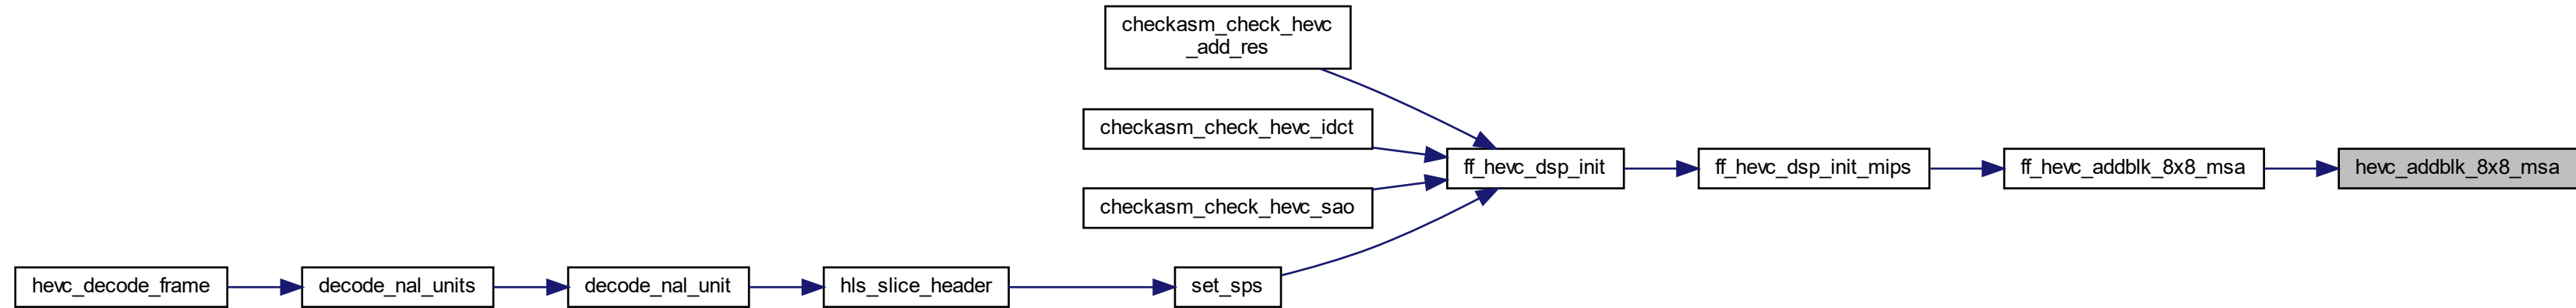 checkasm_check_hevc
_add_res
checkasm_check_hevc_idct
ff_hevc_dsp_init
ff_hevc_dsp_init_mips
ff_hevc_addblk_8x8_msa
hevc_addblk_8x8_msa
checkasm_check_hevc_sao
hevc_decode_frame
decode_nal_units
decode_nal_unit
hls_slice_header
set_sps